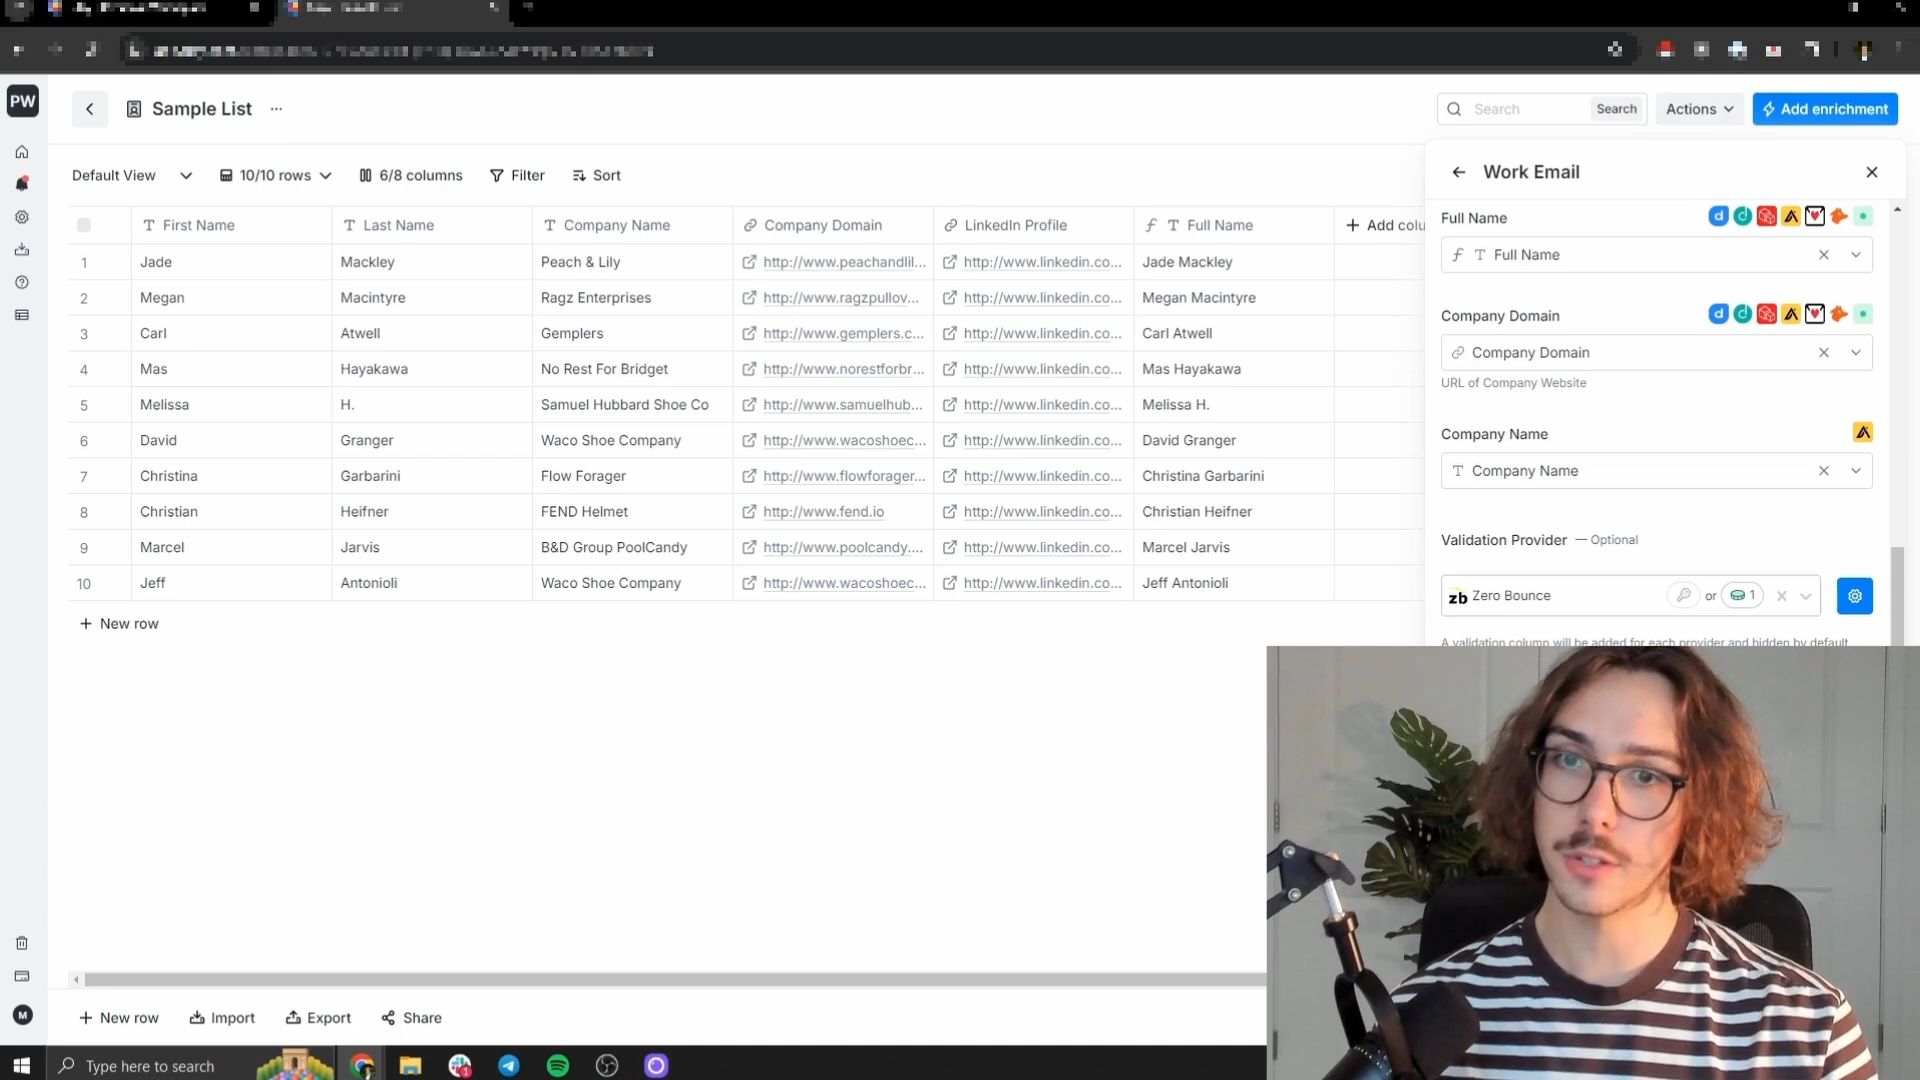 PW
Sample List
Search
Search
Actions
Add enrichment
Default View
10/10 rows
6/8 columns
Filter
Sort
First Name
Last Name
Company Name
Company Domain
LinkedIn Profile
Full Name
Add colu
1 Jade Mackley Peach & Lily http://www.peachandlil... http://www.linkedin.co... Jade Mackley
2 Megan Macintyre Ragz Enterprises http://www.ragzpullov... http://www.linkedin.co... Megan Macintyre
3 Carl Atwell Gemplers http://www.gemplers.c... http://www.linkedin.co... Carl Atwell
4 Mas Hayakawa No Rest For Bridget http://www.norestforbr... http://www.linkedin.co... Mas Hayakawa
5 Melissa H. Samuel Hubbard Shoe Co http://www.samuelhub... http://www.linkedin.co... Melissa H.
6 David Granger Waco Shoe Company http://www.wacoshoec... http://www.linkedin.co... David Granger
7 Christina Garbarini Flow Forager http://www.flowforager... http://www.linkedin.co... Christina Garbarini
8 Christian Heifner FEND Helmet http://www.fend.io http://www.linkedin.co... Christian Heifner
9 Marcel Jarvis B&D Group PoolCandy http://www.poolcandy.... http://www.linkedin.co... Marcel Jarvis
10 Jeff Antonioli Waco Shoe Company http://www.wacoshoec... http://www.linkedin.co... Jeff Antonioli
New row
Work Email
Full Name
Full Name
Company Domain
Company Domain
URL of Company Website
Company Name
Company Name
Validation Provider — Optional
zb Zero Bounce or 1
A validation column will be added for each provider and hidden by default
New row
Import
Export
Share
M
Type here to search
1